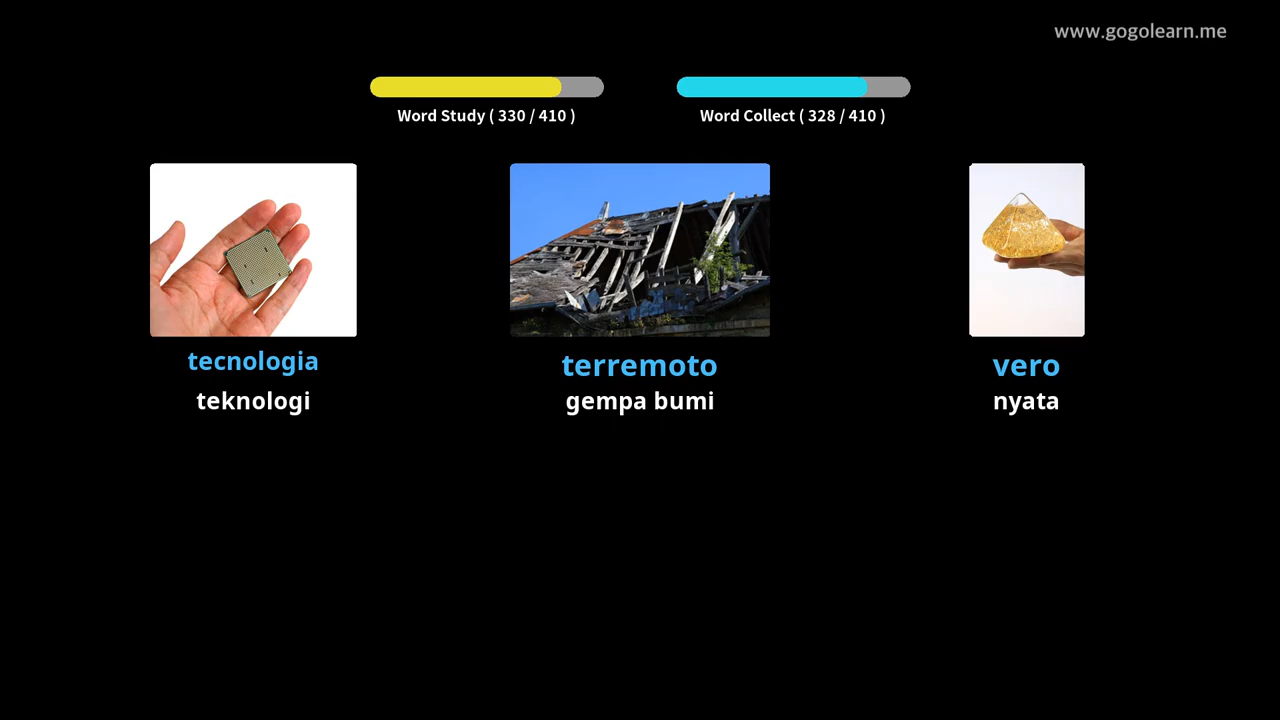 www.gogolearn.me
Word Study ( 330 / 410 )
Word Collect ( 328 / 410 )
tecnologia
teknologi
terremoto
gempa bumi
vero
nyata